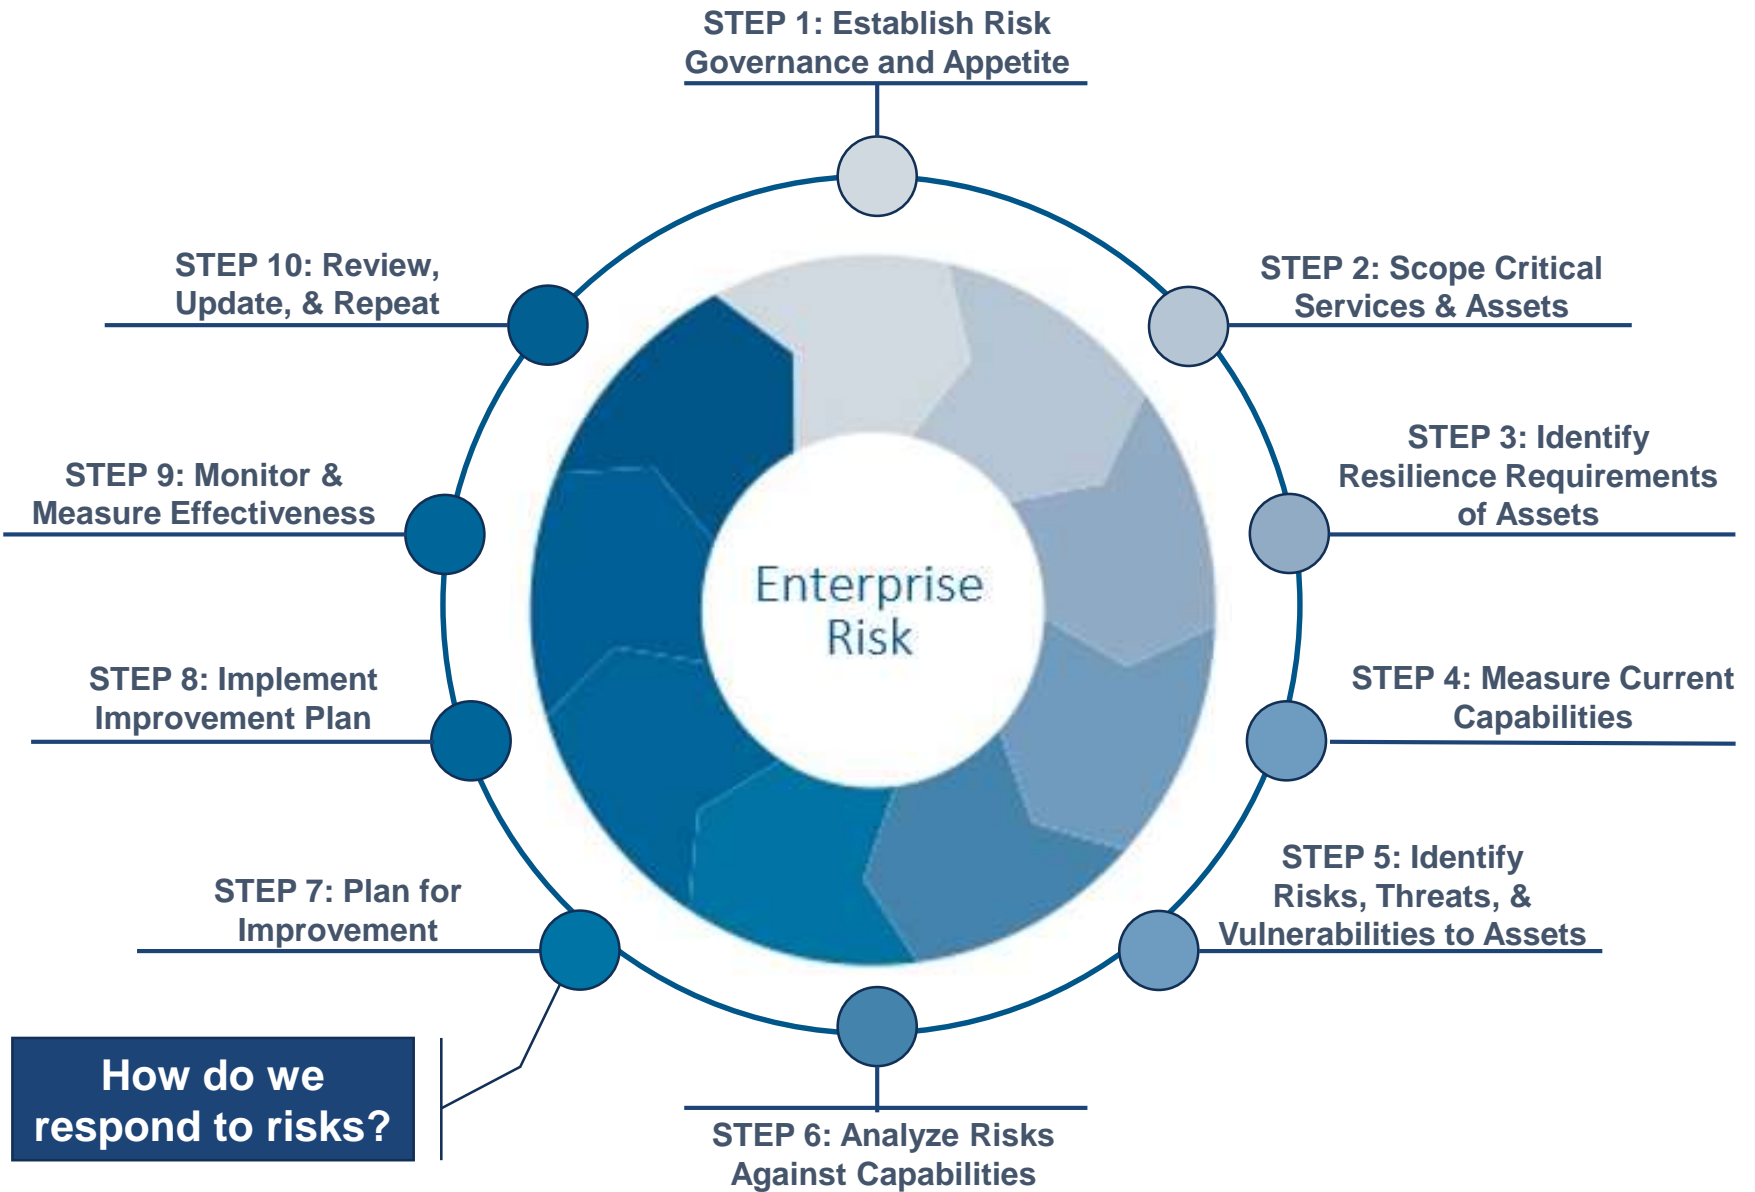 STEP 1: Establish Risk
Governance and Appetite
STEP 2: Scope Critical
Services & Assets
STEP 3: Identify
Resilience Requirements
of Assets
STEP 4: Measure Current
Capabilities
STEP 5: Identify
Risks, Threats, &
Vulnerabilities to Assets
STEP 6: Analyze Risks
Against Capabilities
STEP 7: Plan for
Improvement
How do we
respond to risks?
STEP 8: Implement
Improvement Plan
STEP 9: Monitor &
Measure Effectiveness
STEP 10: Review,
Update, & Repeat
Enterprise
Risk